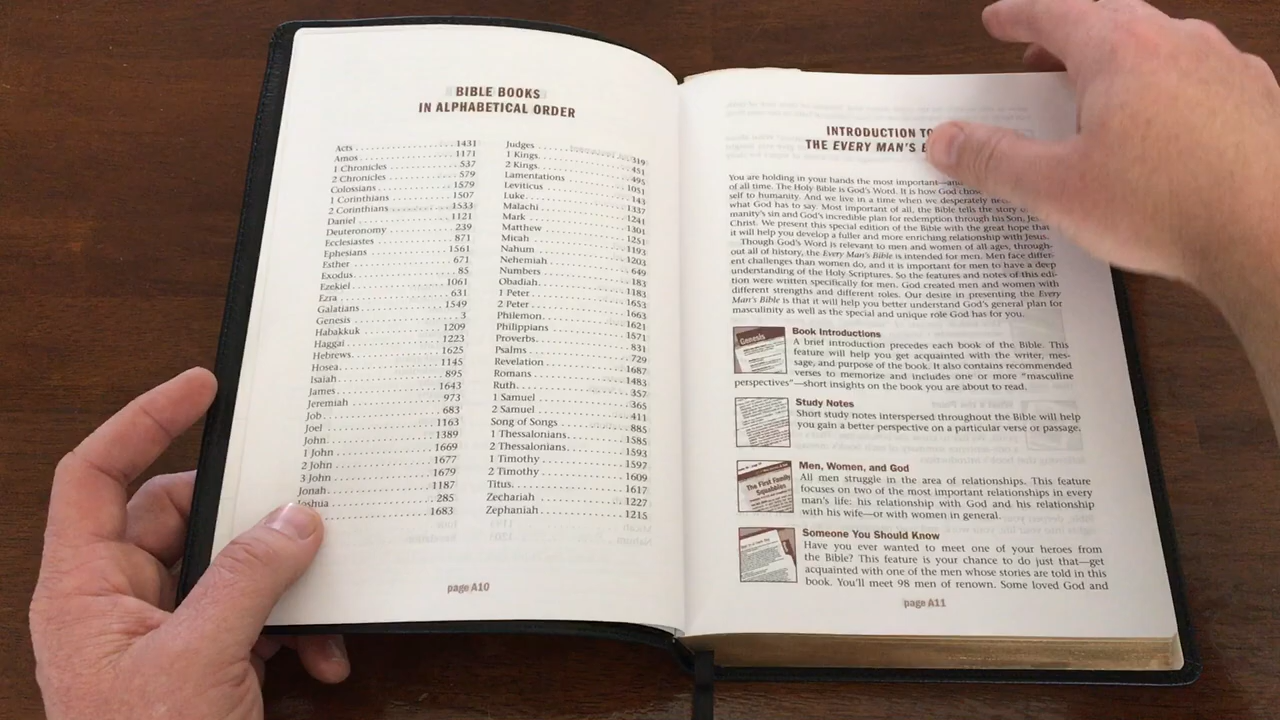 BIBLE BOOKS
IN ALPHABETICAL ORDER
Acts 1431
Amos 1171
1 Chronicles 537
2 Chronicles 579
Colossians 1579
1 Corinthians 1507
2 Corinthians 1533
Daniel 1121
Deuteronomy 239
Ecclesiastes 871
Ephesians 1561
Esther 671
Exodus 85
Ezekiel 1061
Ezra 631
Galatians 1549
Genesis 3
Habakkuk 1209
Haggai 1223
Hebrews 1625
Hosea 1145
Isaiah 895
James 1643
Jeremiah 973
Job 683
Joel 1163
John 1389
1 John 1669
2 John 1677
3 John 1679
Jonah 1187
Joshua 285
1683
Judges 319
1 Kings 451
2 Kings 495
Lamentations 1051
Leviticus 143
Luke 1337
Malachi 1241
Mark 1301
Matthew 1251
Micah 1193
Nahum 1203
Nehemiah 649
Numbers 183
Obadiah 1183
1 Peter 1653
2 Peter 1663
Philemon 1621
Philippians 1571
Proverbs 831
Psalms 729
Revelation 1687
Romans 1483
Ruth 357
1 Samuel 365
2 Samuel 411
Song of Songs 885
1 Thessalonians 1585
2 Thessalonians 1593
1 Timothy 1597
2 Timothy 1609
Titus 1617
Zechariah 1227
Zephaniah 1215
page A10
INTRODUCTION TO
THE EVERY MAN'S
You are holding in your hands the most important—
of all time. The Holy Bible is God's Word. It is how God
self to humanity. And we live in a time when we desperately
what God has to say. Most important of all, the Bible tells the story
manity's sin and God's incredible plan for redemption through his Son,
Christ. We present this special edition of the Bible with the great hope that
it will help you develop a fuller and more enriching relationship with Jesus.
Though God's Word is relevant to men and women of all ages, through-
out all of history, the Every Man's Bible is intended for men. Men face differ-
ent challenges than women do, and it is important for men to have a deep
understanding of the Holy Scriptures. So the features and notes of this edi-
tion were written specifically for men. God created men and women with
different strengths and different roles. Our desire in presenting the Every
Man's Bible is that it will help you better understand God's general plan for
masculinity as well as the special and unique role God has for you.
Genesis
Book Introductions
A brief introduction precedes each book of the Bible. This
feature will help you get acquainted with the writer, mes-
sage, and purpose of the book. It also contains recommended
verses to memorize and includes one or more "masculine
perspectives"—short insights on the book you are about to read.
Study Notes
Short study notes interspersed throughout the Bible will help
you gain a better perspective on a particular verse or passage.
The First Family
Squabbles
Men, Women, and God
All men struggle in the area of relationships. This feature
focuses on two of the most important relationships in every
man's life: his relationship with God and his relationship
with his wife—or with women in general.
Someone You Should Know
Have you ever wanted to meet one of your heroes from
the Bible? This feature is your chance to do just that—get
acquainted with one of the men whose stories are told in this
book. You'll meet 98 men of renown. Some loved God and
page A11